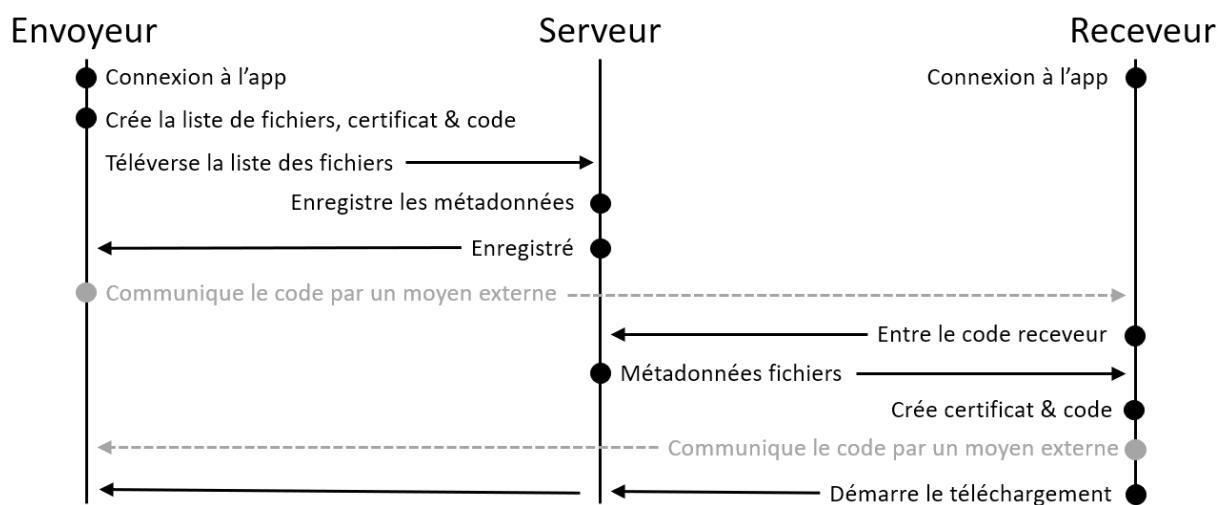 Envoyeur Serveur Receveur
Connexion à l'app Connexion à l'app
Crée la liste de fichiers, certificat & code
Téléverse la liste des fichiers
Enregistre les métadonnées
Enregistré
Communique le code par un moyen externe
Entre le code receveur
Métadonnées fichiers
Crée certificat & code
Communique le code par un moyen externe
Démarre le téléchargement